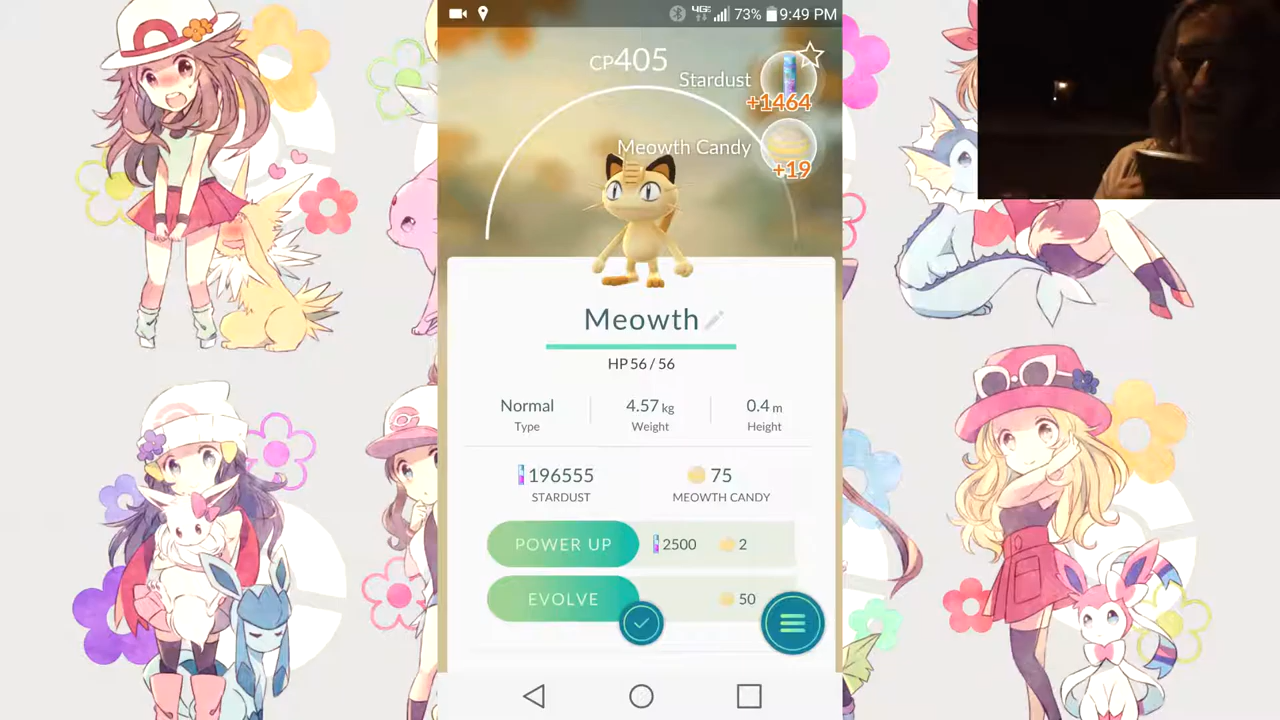 4GE 73% 9:49 PM
CP405
Stardust
+1464
Meowth Candy
+19
Meowth
HP 56 / 56
Normal 4.57 kg 0.4 m
Type Weight Height
196555 75
STARDUST MEOWTH CANDY
POWER UP 2500 2
EVOLVE 50